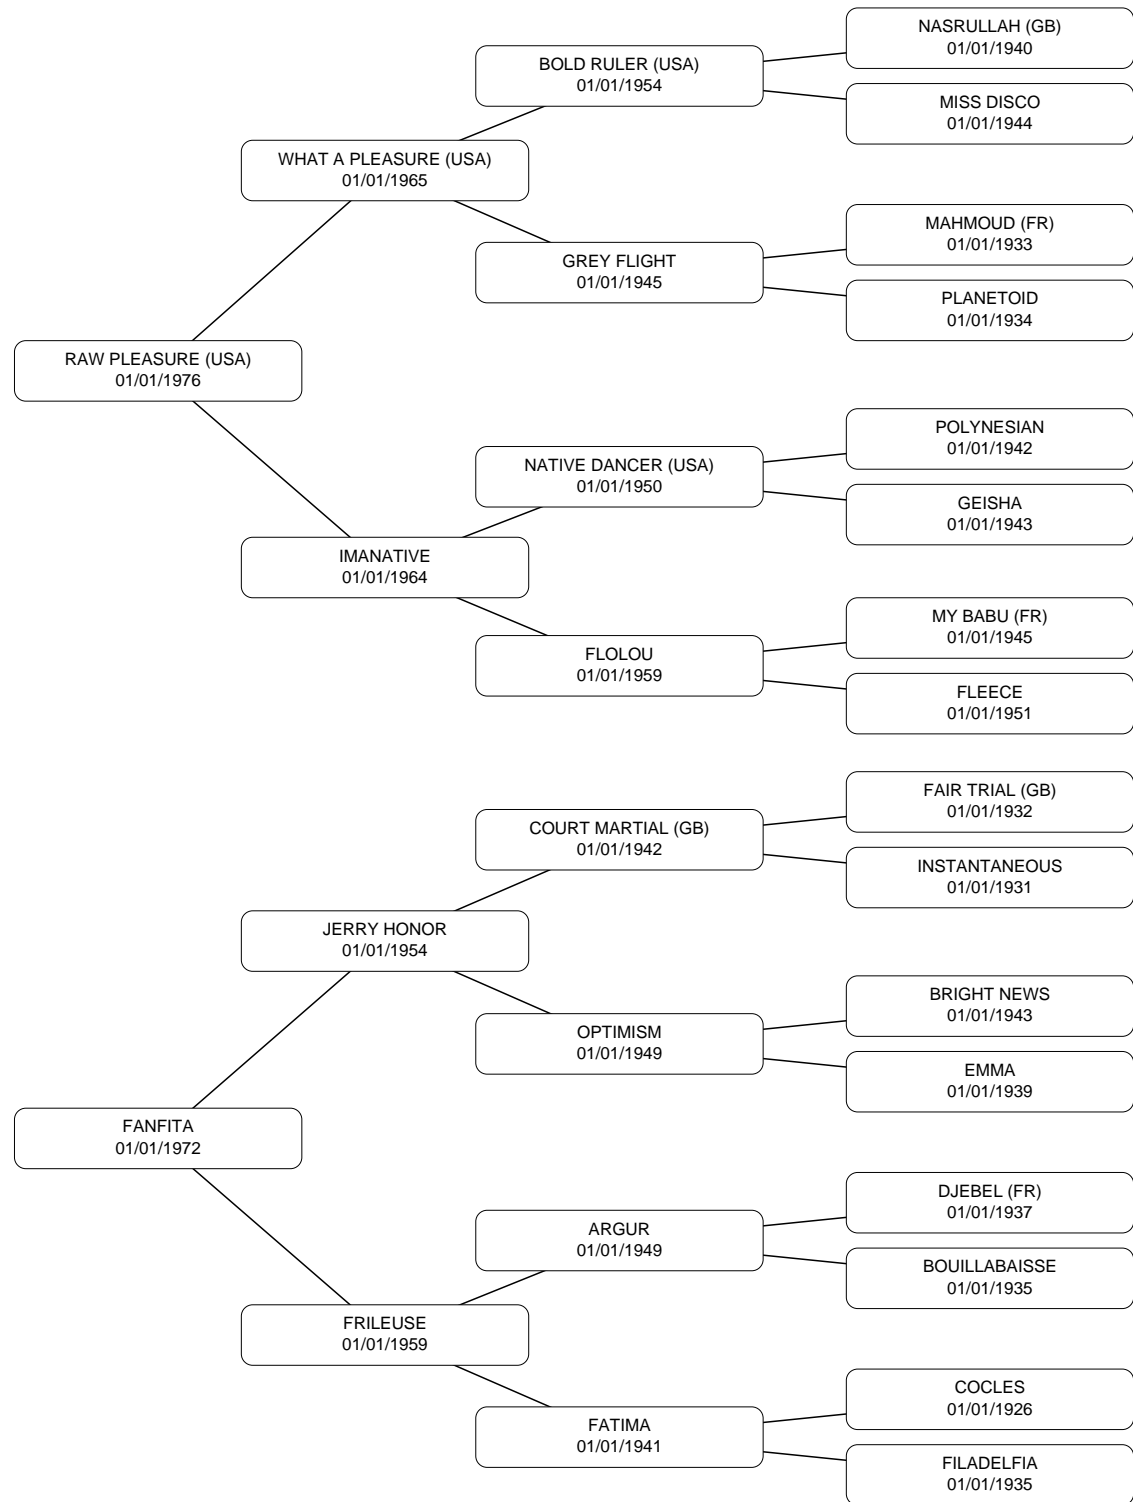 NASRULLAH (GB)
01/01/1940
BOLD RULER (USA)
01/01/1954
MISS DISCO
01/01/1944
WHAT A PLEASURE (USA)
01/01/1965
MAHMOUD (FR)
01/01/1933
GREY FLIGHT
01/01/1945
PLANETOID
01/01/1934
RAW PLEASURE (USA)
01/01/1976
POLYNESIAN
01/01/1942
NATIVE DANCER (USA)
01/01/1950
GEISHA
01/01/1943
IMANATIVE
01/01/1964
MY BABU (FR)
01/01/1945
FLOLOU
01/01/1959
FLEECE
01/01/1951
FAIR TRIAL (GB)
01/01/1932
COURT MARTIAL (GB)
01/01/1942
INSTANTANEOUS
01/01/1931
JERRY HONOR
01/01/1954
BRIGHT NEWS
01/01/1943
OPTIMISM
01/01/1949
EMMA
01/01/1939
FANFITA
01/01/1972
DJEBEL (FR)
01/01/1937
ARGUR
01/01/1949
BOUILLABAISSE
01/01/1935
FRILEUSE
01/01/1959
COCLES
01/01/1926
FATIMA
01/01/1941
FILADELFIA
01/01/1935